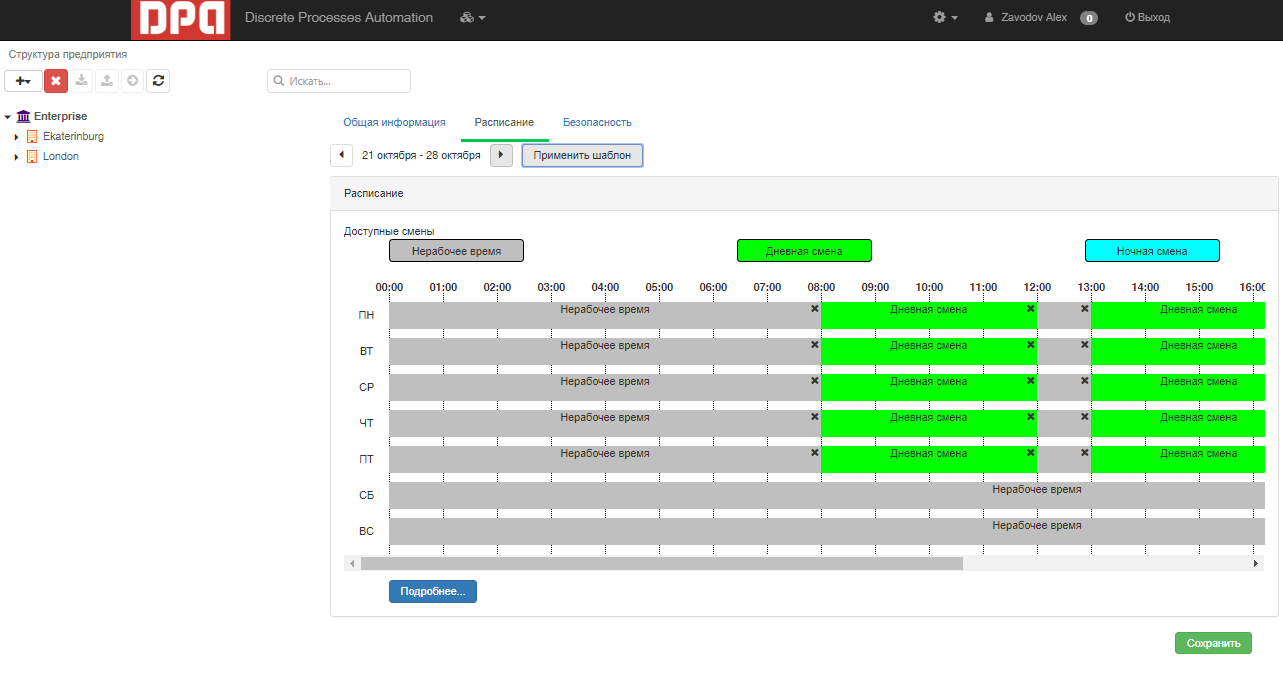 DPA Discrete Processes Automation Zavodov Alex 0 Выход
Структура предприятия
Искать...
Enterprise
Ekaterinburg
London
Общая информация Расписание Безопасность
21 октября - 28 октября Применить шаблон
Расписание
Доступные смены
Нерабочее время Дневная смена Ночная смена
00:00 01:00 02:00 03:00 04:00 05:00 06:00 07:00 08:00 09:00 10:00 11:00 12:00 13:00 14:00 15:00 16:00
ПН Нерабочее время Дневная смена Дневная смена
ВТ Нерабочее время Дневная смена Дневная смена
СР Нерабочее время Дневная смена Дневная смена
ЧТ Нерабочее время Дневная смена Дневная смена
ПТ Нерабочее время Дневная смена Дневная смена
СБ Нерабочее время
ВС Нерабочее время
Подробнее...
Сохранить